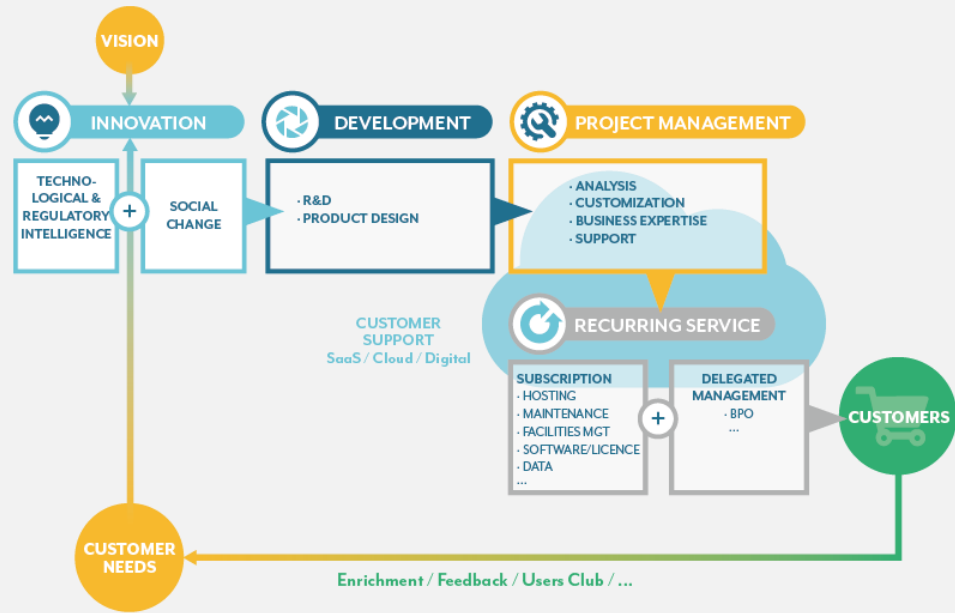 VISION
INNOVATION
TECHNO-
LOGICAL &
REGULATORY
INTELLIGENCE
+
SOCIAL
CHANGE
DEVELOPMENT
· R&D
· PRODUCT DESIGN
PROJECT MANAGEMENT
· ANALYSIS
· CUSTOMIZATION
· BUSINESS EXPERTISE
· SUPPORT
CUSTOMER
SUPPORT
SaaS / Cloud / Digital
RECURRING SERVICE
SUBSCRIPTION
· HOSTING
· MAINTENANCE
· FACILITIES MGT
· SOFTWARE/LICENCE
· DATA
...
+
DELEGATED
MANAGEMENT
· BPO
...
CUSTOMERS
CUSTOMER
NEEDS
Enrichment / Feedback / Users Club / ...